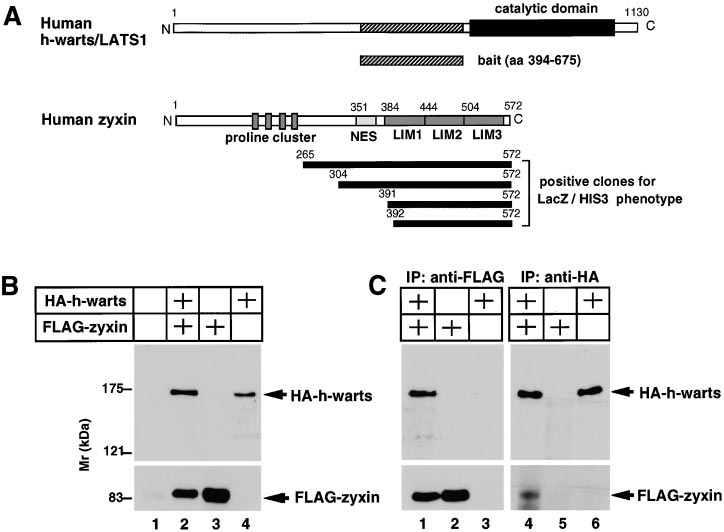 A
Human
h-warts/LATS1
1
catalytic domain
1130
N
C
bait (aa 394-675)
Human zyxin
1
351
384
444
504
572
N
C
proline cluster
NES
LIM1
LIM2
LIM3
265
572
304
572
391
572
392
572
positive clones for
LacZ / HIS3 phenotype
B
HA-h-warts
+
+
FLAG-zyxin
+
+
Mr (kDa)
175
121
83
HA-h-warts
FLAG-zyxin
1 2 3 4
C
IP: anti-FLAG
IP: anti-HA
+
+
+
+
+
+
+
+
HA-h-warts
FLAG-zyxin
1 2 3 4 5 6